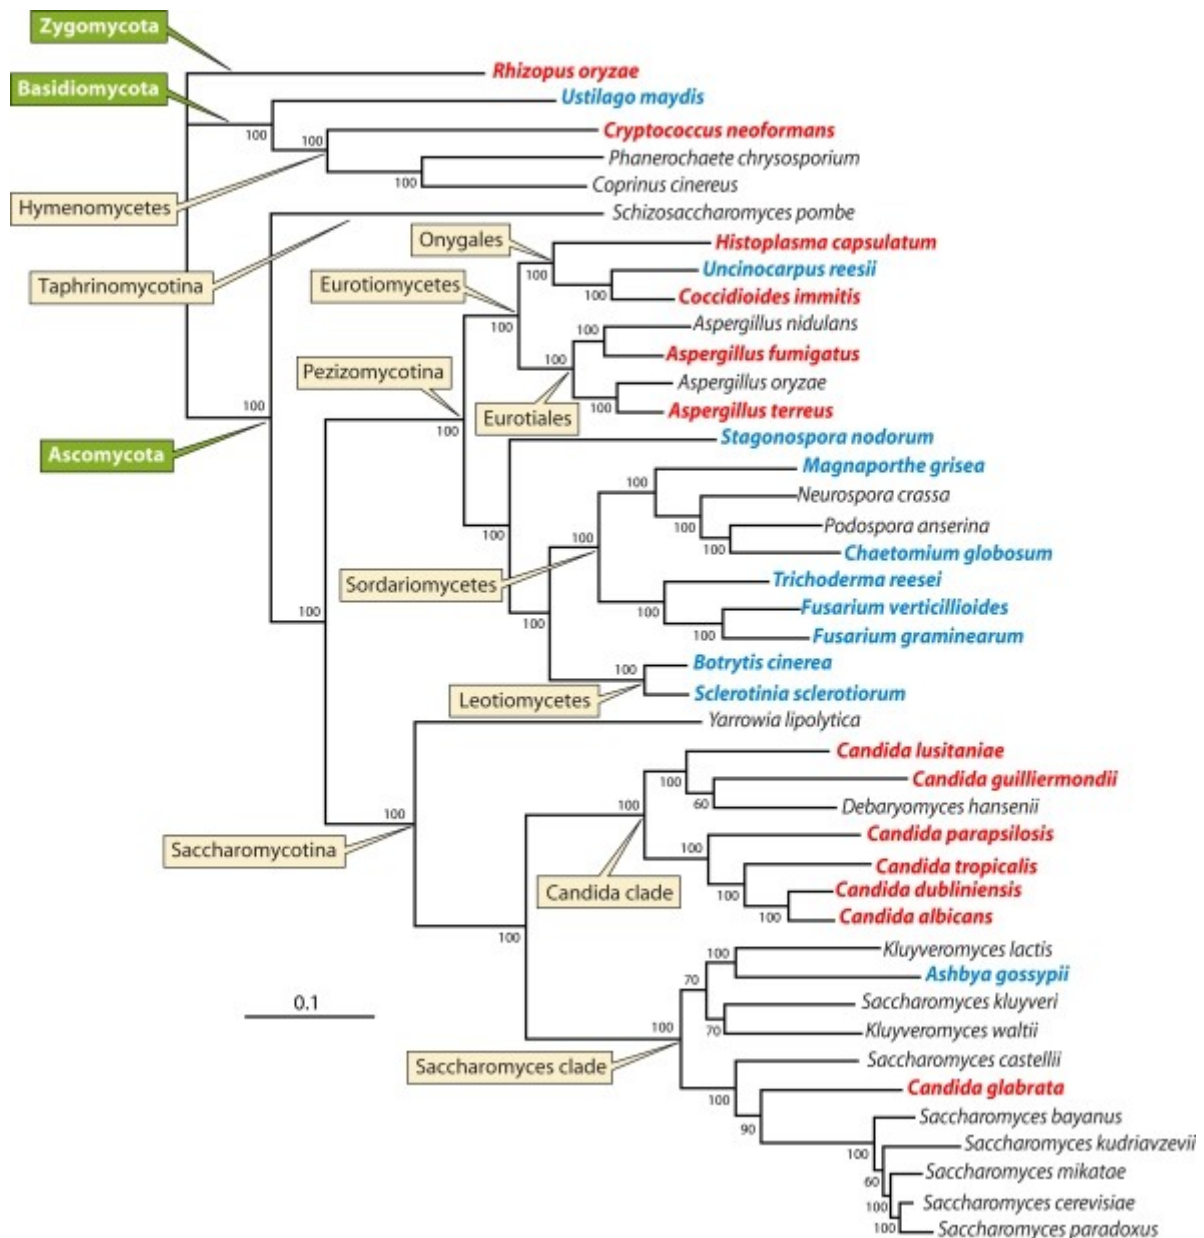 Zygomycota
Rhizopus oryzae
Basidiomycota
Ustilago maydis
100
100
Cryptococcus neoformans
Phanerochaete chrysosporium
100
Coprinus cinereus
Hymenomycetes
Schizosaccharomyces pombe
Onygales
Histoplasma capsulatum
Taphrinomycotina
Eurotiomycetes
100
Uncinocarpus reesii
100
Coccidioides immitis
100
100
Aspergillus nidulans
Pezizomycotina
100
Aspergillus fumigatus
Aspergillus oryzae
100
100
Eurotiales
100
Aspergillus terreus
Ascomycota
Stagonospora nodorum
Magnaporthe grisea
100
Neurospora crassa
100
100
Podospora anserina
100
100
Chaetomium globosum
Sordariomycetes
Trichoderma reesei
100
100
100
Fusarium verticillioides
100
Fusarium graminearum
100
Botrytis cinerea
Leotiomycetes
Sclerotinia sclerotiorum
Yarrowia lipolytica
Candida lusitaniae
100
Candida guilliermondii
100
60
Debaryomyces hansenii
100
Saccharomycotina
100
Candida parapsilosis
Candida tropicalis
Candida clade
100
Candida dubliniensis
100
Candida albicans
100
100
Kluyveromyces lactis
70
Ashbya gossypii
0.1
Saccharomyces kluyveri
100
70
Kluyveromyces waltii
Saccharomyces clade
Saccharomyces castellii
100
Candida glabrata
90
Saccharomyces bayanus
100
Saccharomyces kudriavzevii
60
Saccharomyces mikatae
100
Saccharomyces cerevisiae
100
Saccharomyces paradoxus